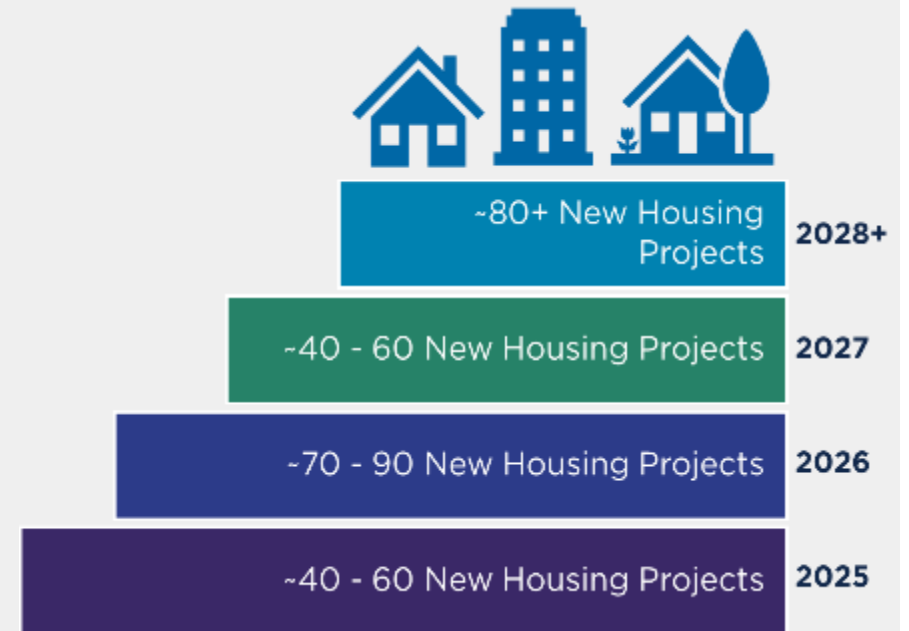 ~80+ New Housing
Projects
2028+
~40 - 60 New Housing Projects
2027
~70 - 90 New Housing Projects
2026
~40 - 60 New Housing Projects
2025